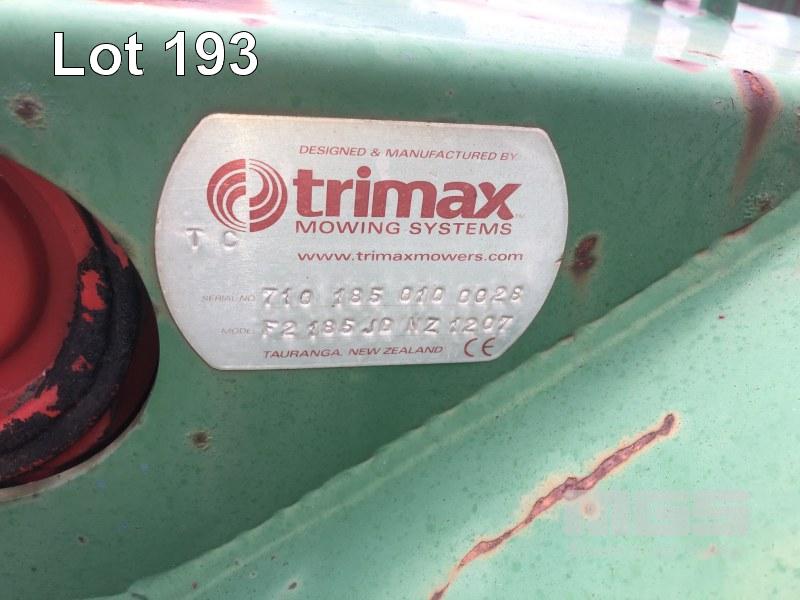 Lot 193
DESIGNED & MANUFACTURED BY
trimax
MOWING SYSTEMS
T C
www.trimaxmowers.com
SERIAL NO. 710 185 010 0028
MODEL F2 185 JD NZ 1207
TAURANGA, NEW ZEALAND CE
MGS